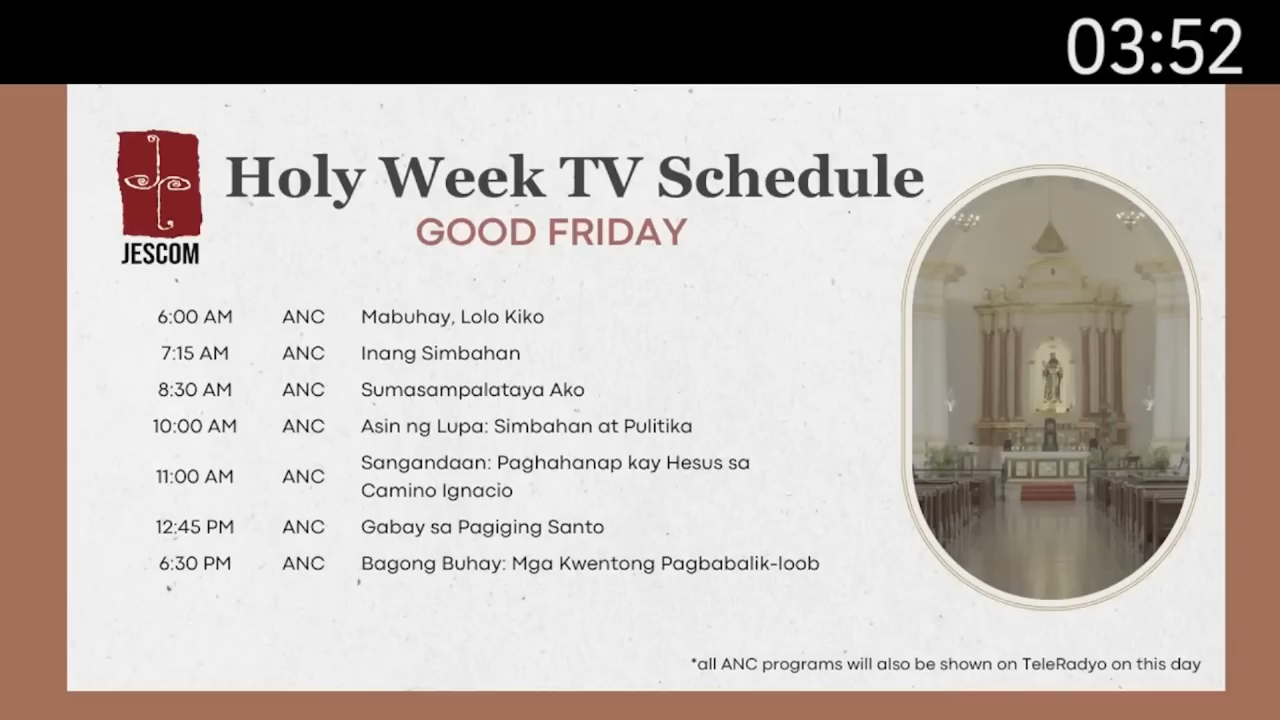 03:52
JESCOM
Holy Week TV Schedule
GOOD FRIDAY
6:00 AM ANC Mabuhay, Lolo Kiko
7:15 AM ANC Inang Simbahan
8:30 AM ANC Sumasampalataya Ako
10:00 AM ANC Asin ng Lupa: Simbahan at Pulitika
11:00 AM ANC Sangandaan: Paghahanap kay Hesus sa
Camino Ignacio
12:45 PM ANC Gabay sa Pagiging Santo
6:30 PM ANC Bagong Buhay: Mga Kwentong Pagbabalik-loob
*all ANC programs will also be shown on TeleRadyo on this day